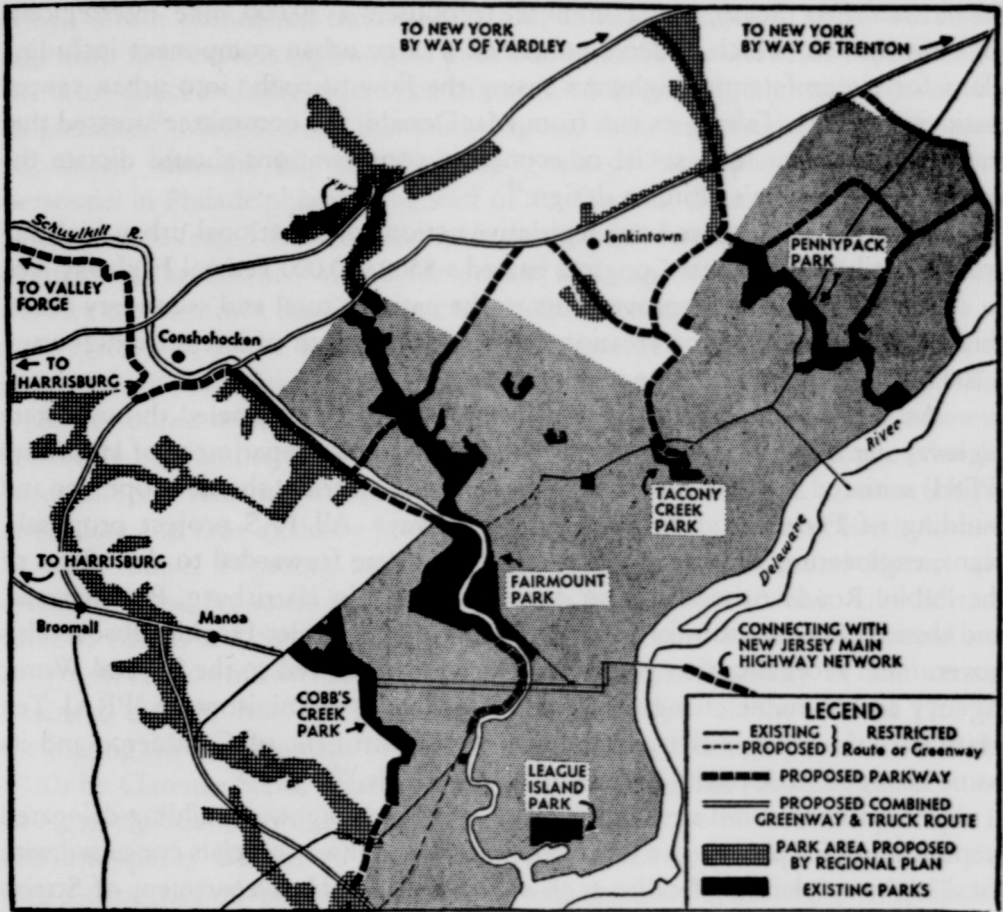 TO NEW YORK
BY WAY OF YARDLEY
TO NEW YORK
BY WAY OF TRENTON
Schuylkill R.
TO VALLEY
FORGE
Jenkintown
PENNYPACK
PARK
Conshohocken
TO
HARRISBURG
River
Delaware
TACONY
CREEK
PARK
TO HARRISBURG
FAIRMOUNT
PARK
Broomall
Manoa
CONNECTING WITH
NEW JERSEY MAIN
HIGHWAY NETWORK
COBB'S
CREEK
PARK
LEAGUE
ISLAND
PARK
LEGEND
EXISTING } RESTRICTED
PROPOSED } Route or Greenway
PROPOSED PARKWAY
PROPOSED COMBINED
GREENWAY & TRUCK ROUTE
PARK AREA PROPOSED
BY REGIONAL PLAN
EXISTING PARKS